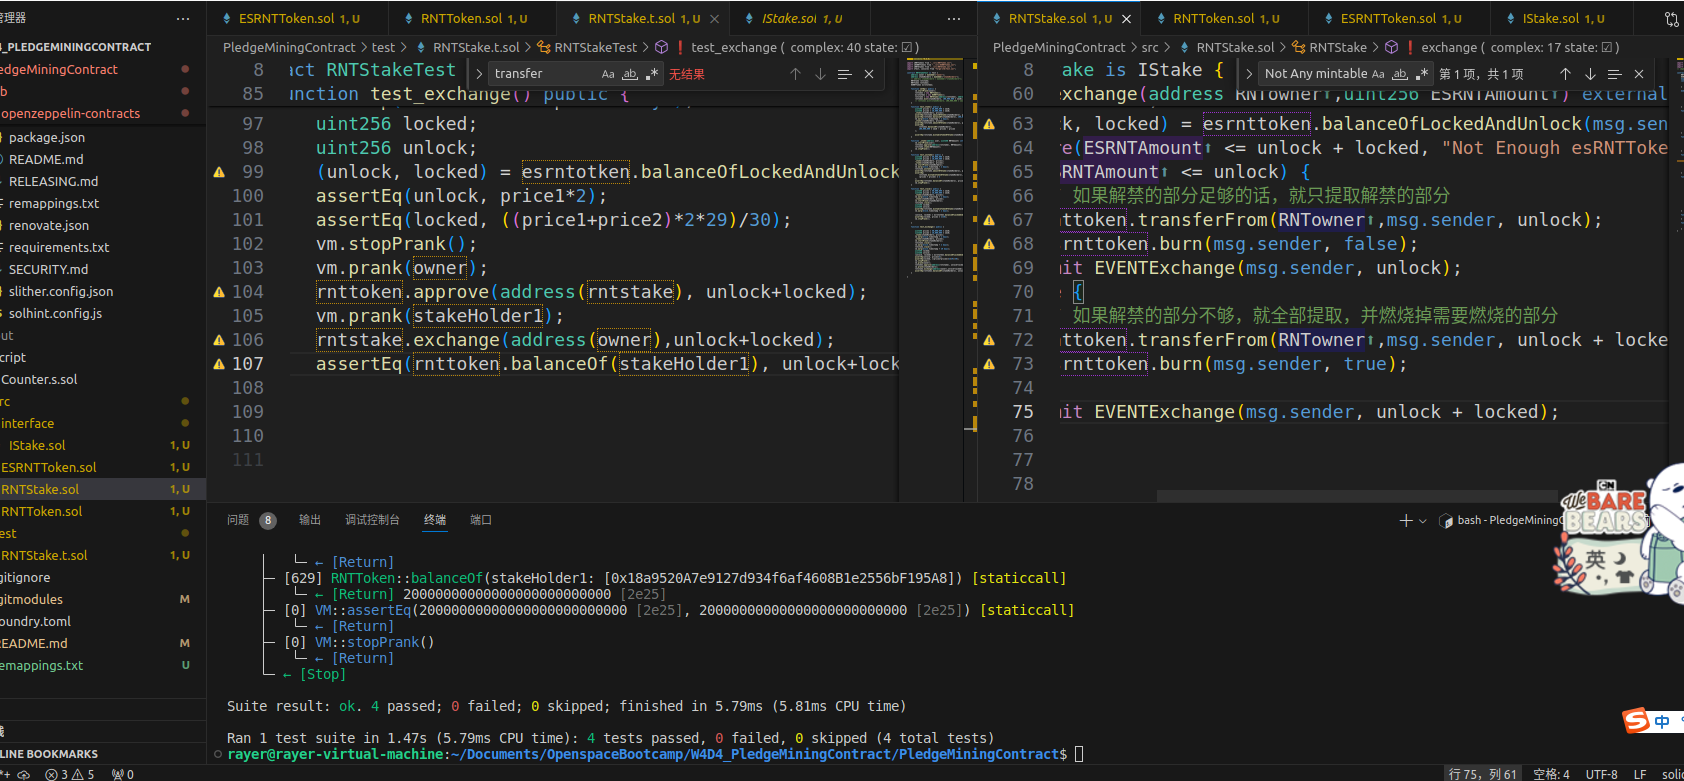 理器
ESRNTToken.sol 1, U
RNTToken.sol 1, U
RNTStake.t.sol 1, U
IStake.sol 1, U
RNTStake.sol 1, U
RNTToken.sol 1, U
ESRNTToken.sol 1, U
IStake.sol 1, U
4_PLEDGEMININGCONTRACT
edgeMiningContract
b
openzeppelin-contracts
package.json
README.md
RELEASING.md
remappings.txt
renovate.json
requirements.txt
SECURITY.md
slither.config.json
solhint.config.js
ut
cript
Counter.s.sol
rc
interface
IStake.sol 1, U
ESRNTToken.sol 1, U
RNTStake.sol 1, U
RNTToken.sol 1, U
est
RNTStake.t.sol 1, U
gitignore
gitmodules M
oundry.toml
README.md M
emappings.txt U
LINE BOOKMARKS
PledgeMiningContract > test > RNTStake.t.sol > RNTStakeTest > test_exchange ( complex: 40 state: ☑ )
transfer Aa ab .* 无结果
8 act RNTStakeTest
85 unction test_exchange() public {
97 uint256 locked;
98 uint256 unlock;
99 (unlock, locked) = esrntotken.balanceOfLockedAndUnlock
100 assertEq(unlock, price1*2);
101 assertEq(locked, ((price1+price2)*2*29)/30);
102 vm.stopPrank();
103 vm.prank(owner);
104 rnttoken.approve(address(rntstake), unlock+locked);
105 vm.prank(stakeHolder1);
106 rntstake.exchange(address(owner),unlock+locked);
107 assertEq(rnttoken.balanceOf(stakeHolder1), unlock+lock
108
109
110
111
PledgeMiningContract > src > RNTStake.sol > RNTStake > exchange ( complex: 17 state: ☑ )
Not Any mintable Aa ab .* 第 1 项，共 1 项
8 ake is IStake {
60 exchange(address RNTowner↑,uint256 ESRNTAmount↑) external
63 k, locked) = esrnttoken.balanceOfLockedAndUnlock(msg.sen
64 re(ESRNTAmount↑ <= unlock + locked, "Not Enough esRNTToke
65 SRNTAmount↑ <= unlock) {
66 如果解禁的部分足够的话，就只提取解禁的部分
67 ttoken.transferFrom(RNTowner↑,msg.sender, unlock);
68 rnttoken.burn(msg.sender, false);
69 it EVENTExchange(msg.sender, unlock);
70 {
71 如果解禁的部分不够，就全部提取，并燃烧掉需要燃烧的部分
72 ttoken.transferFrom(RNTowner↑,msg.sender, unlock + locke
73 rnttoken.burn(msg.sender, true);
74
75 it EVENTExchange(msg.sender, unlock + locked);
76
77
78
问题 8 输出 调试控制台 终端 端口
bash - PledgeMiningC
← [Return]
[629] RNTToken::balanceOf(stakeHolder1: [0x18a9520A7e9127d934f6af4608B1e2556bF195A8]) [staticcall]
← [Return] 20000000000000000000000000 [2e25]
[0] VM::assertEq(20000000000000000000000000 [2e25], 20000000000000000000000000 [2e25]) [staticcall]
← [Return]
[0] VM::stopPrank()
← [Return]
← [Stop]
Suite result: ok. 4 passed; 0 failed; 0 skipped; finished in 5.79ms (5.81ms CPU time)
Ran 1 test suite in 1.47s (5.79ms CPU time): 4 tests passed, 0 failed, 0 skipped (4 total tests)
rayer@rayer-virtual-machine:~/Documents/OpenspaceBootcamp/W4D4_PledgeMiningContract/PledgeMiningContract$
CN
We BARE BEARS
英
S 中
3 5 0
行 75，列 61 空格: 4 UTF-8 LF solid